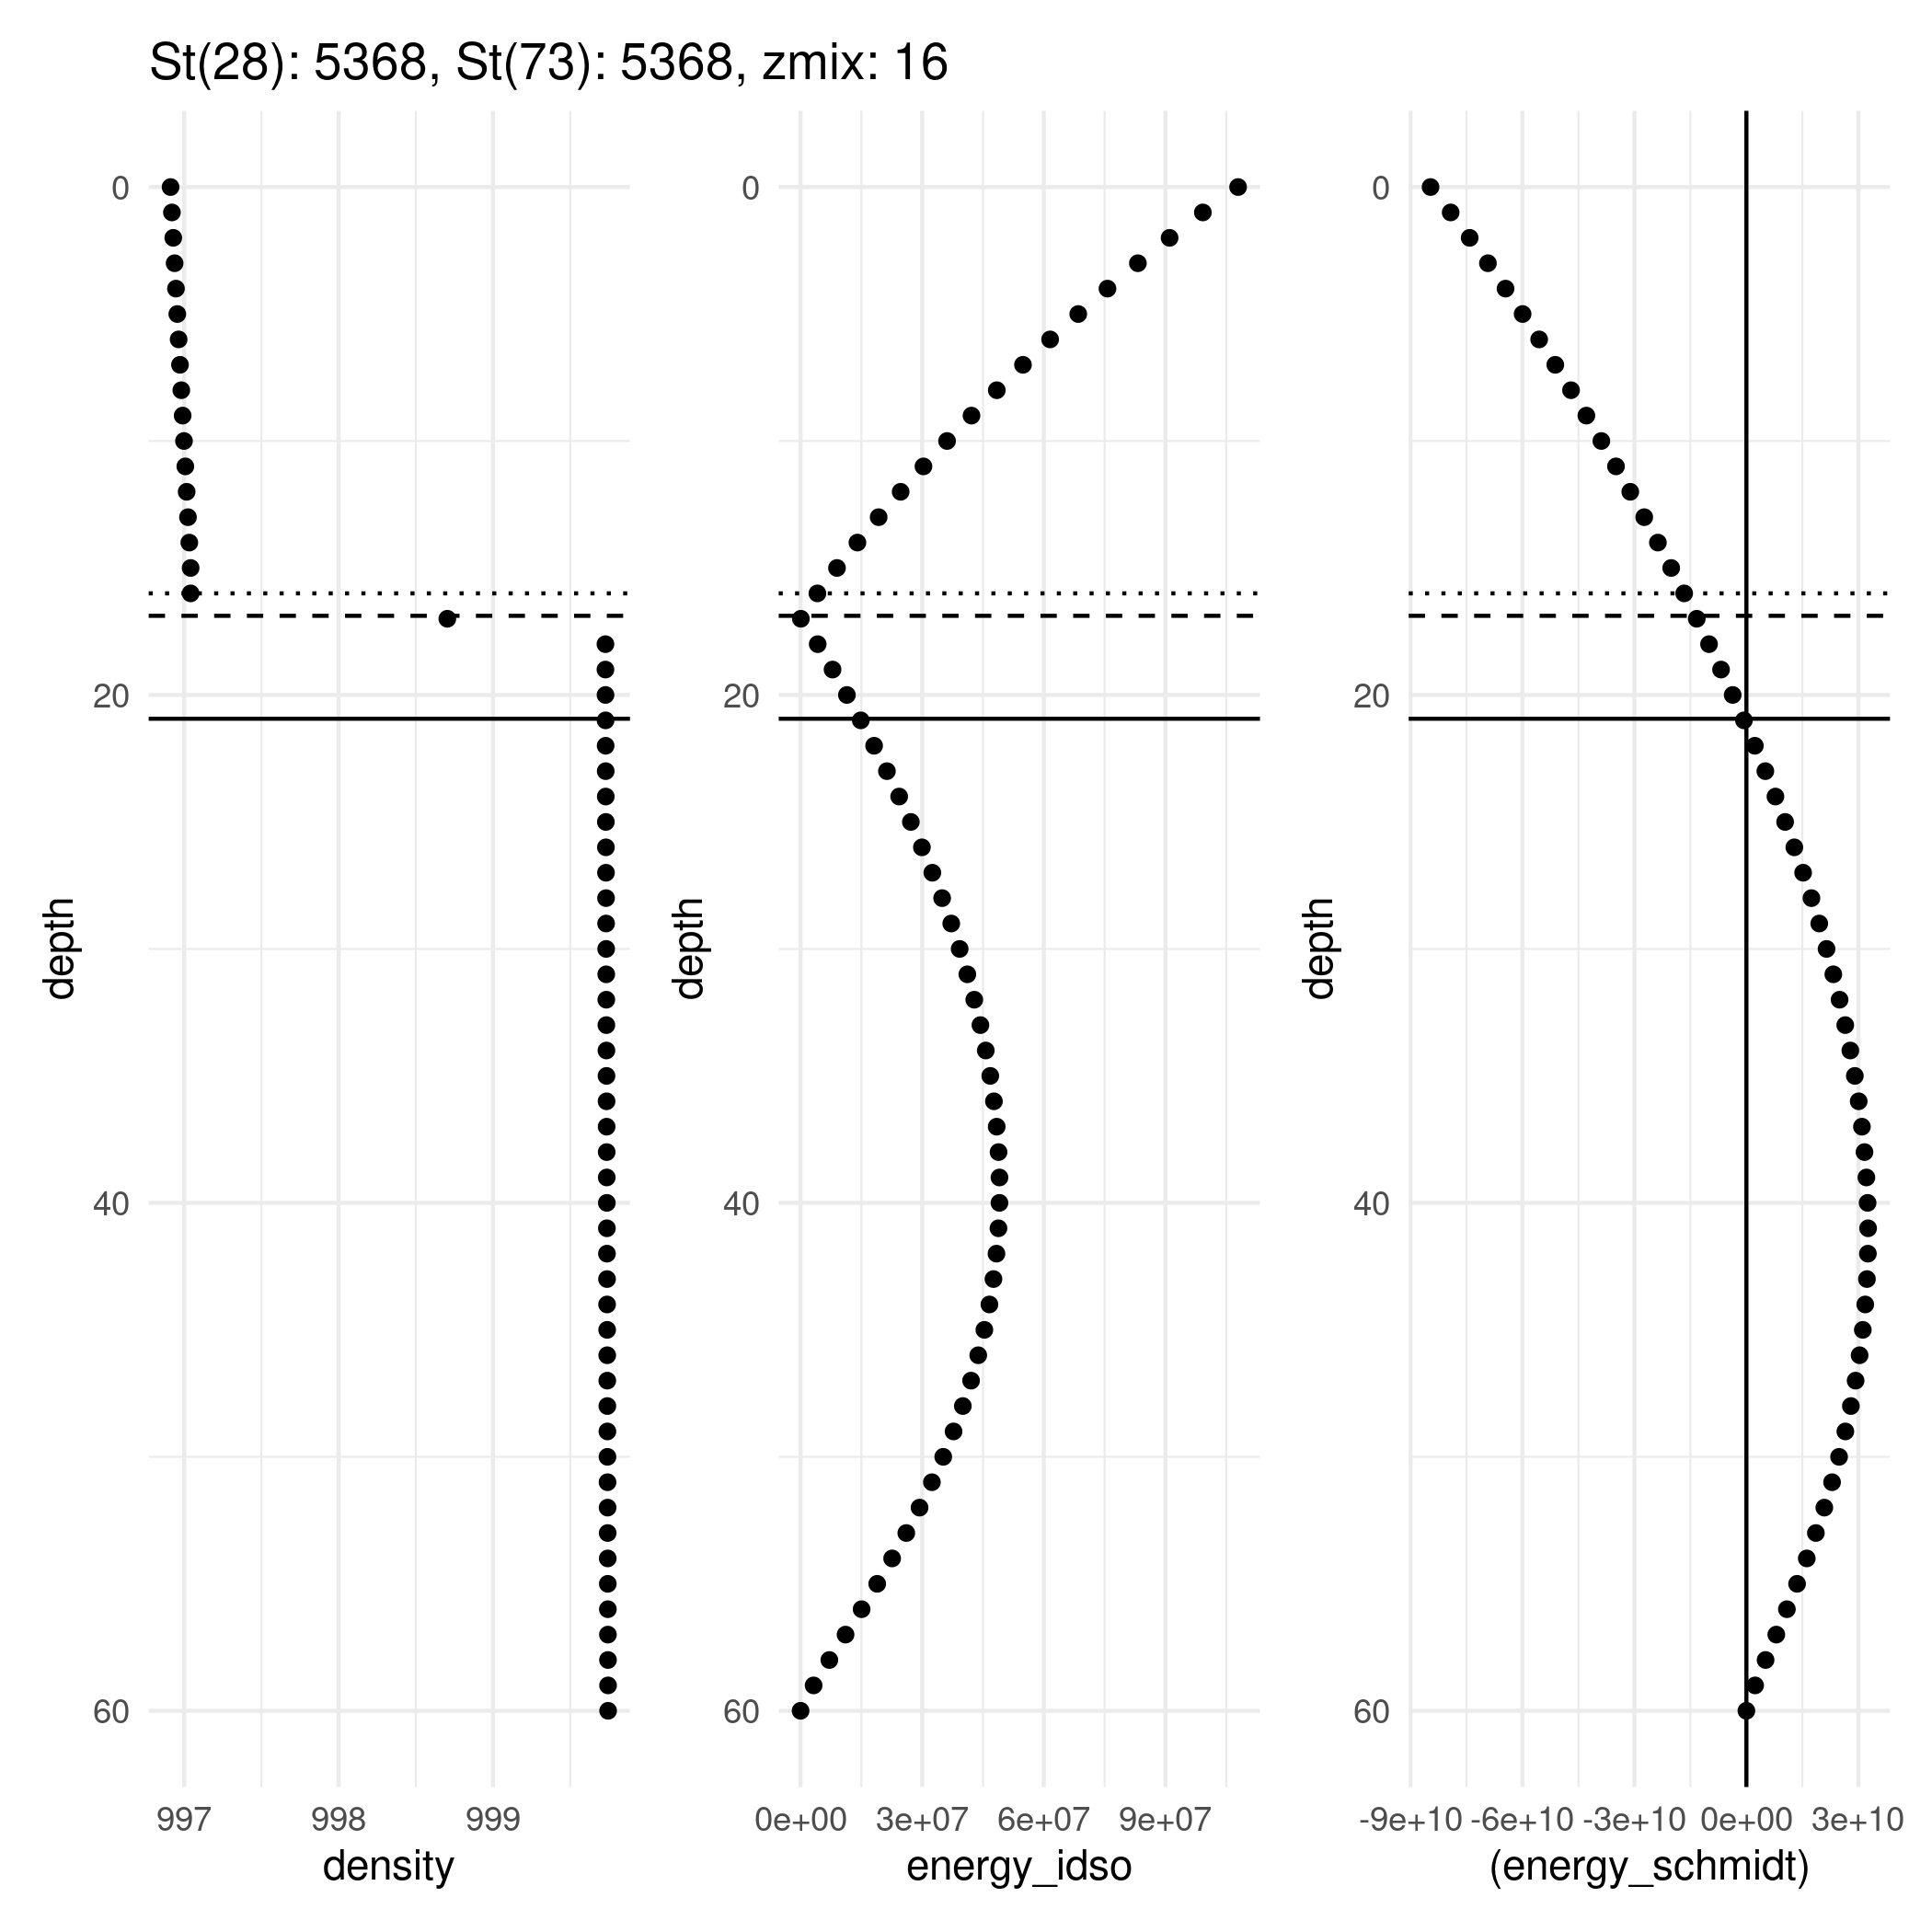 St(28): 5368, St(73): 5368, zmix: 16
0
20
40
60
depth
997 998 999
density
0
20
40
60
depth
0e+00 3e+07 6e+07 9e+07
energy_idso
0
20
40
60
depth
-9e+10 -6e+10 -3e+10 0e+00 3e+10
(energy_schmidt)